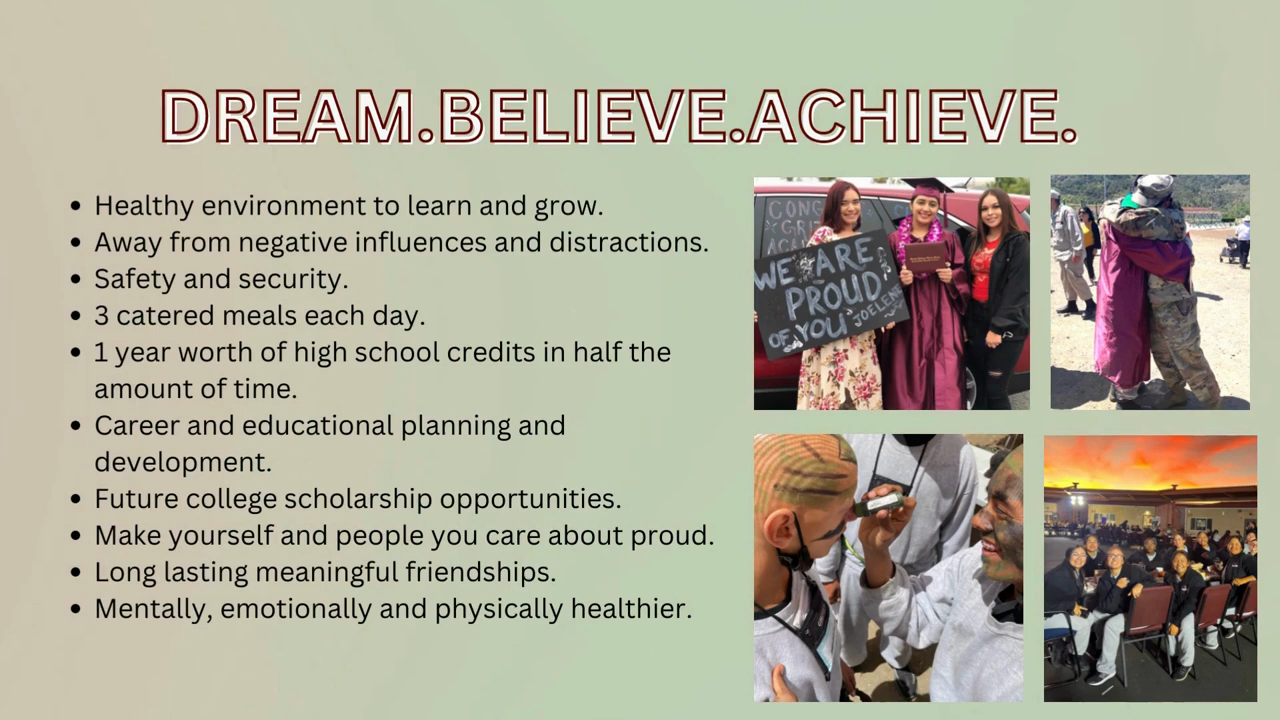 DREAM.BELIEVE.ACHIEVE.
• Healthy environment to learn and grow.
• Away from negative influences and distractions.
• Safety and security.
• 3 catered meals each day.
• 1 year worth of high school credits in half the
amount of time.
• Career and educational planning and
development.
• Future college scholarship opportunities.
• Make yourself and people you care about proud.
• Long lasting meaningful friendships.
• Mentally, emotionally and physically healthier.
WE ARE
PROUD
OF YOU
JOELENE